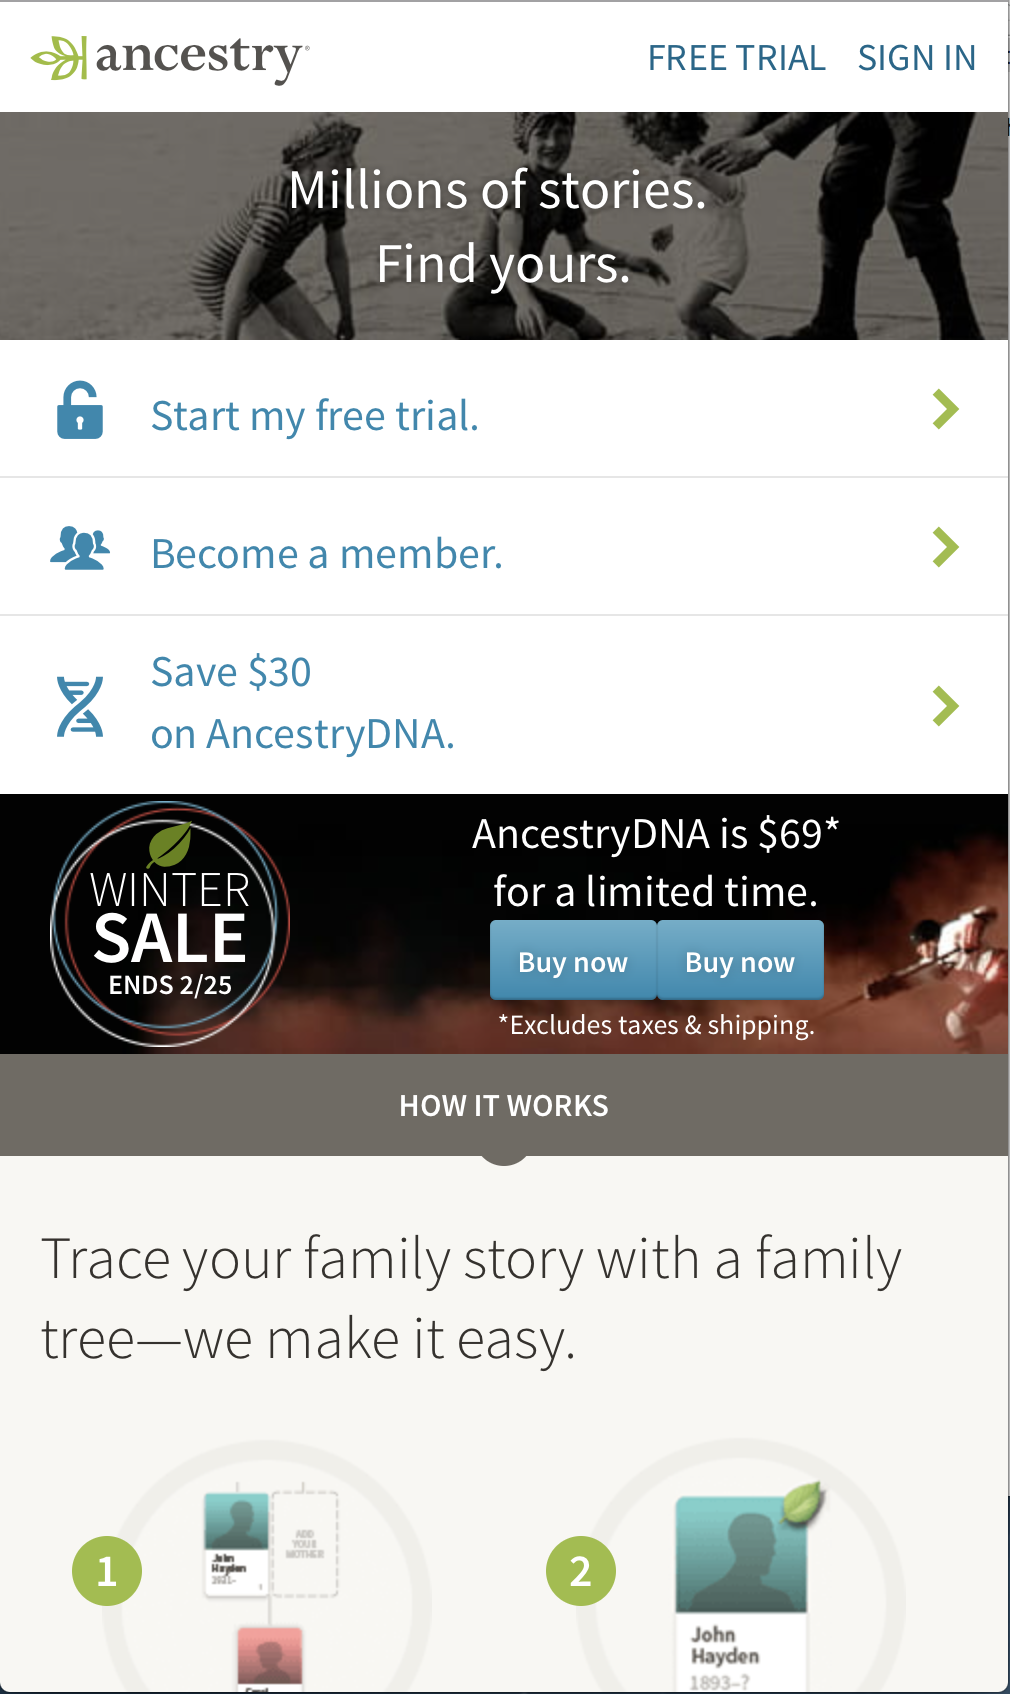 ancestry
FREE TRIAL SIGN IN
Millions of stories.
Find yours.
Start my free trial.
Become a member.
Save $30
on AncestryDNA.
WINTER
SALE
ENDS 2/25
AncestryDNA is $69*
for a limited time.
Buy now Buy now
*Excludes taxes & shipping.
HOW IT WORKS
Trace your family story with a family
tree—we make it easy.
1
John
Hayden
1921–
ADD
YOUR
MOTHER
2
John
Hayden
1893–?